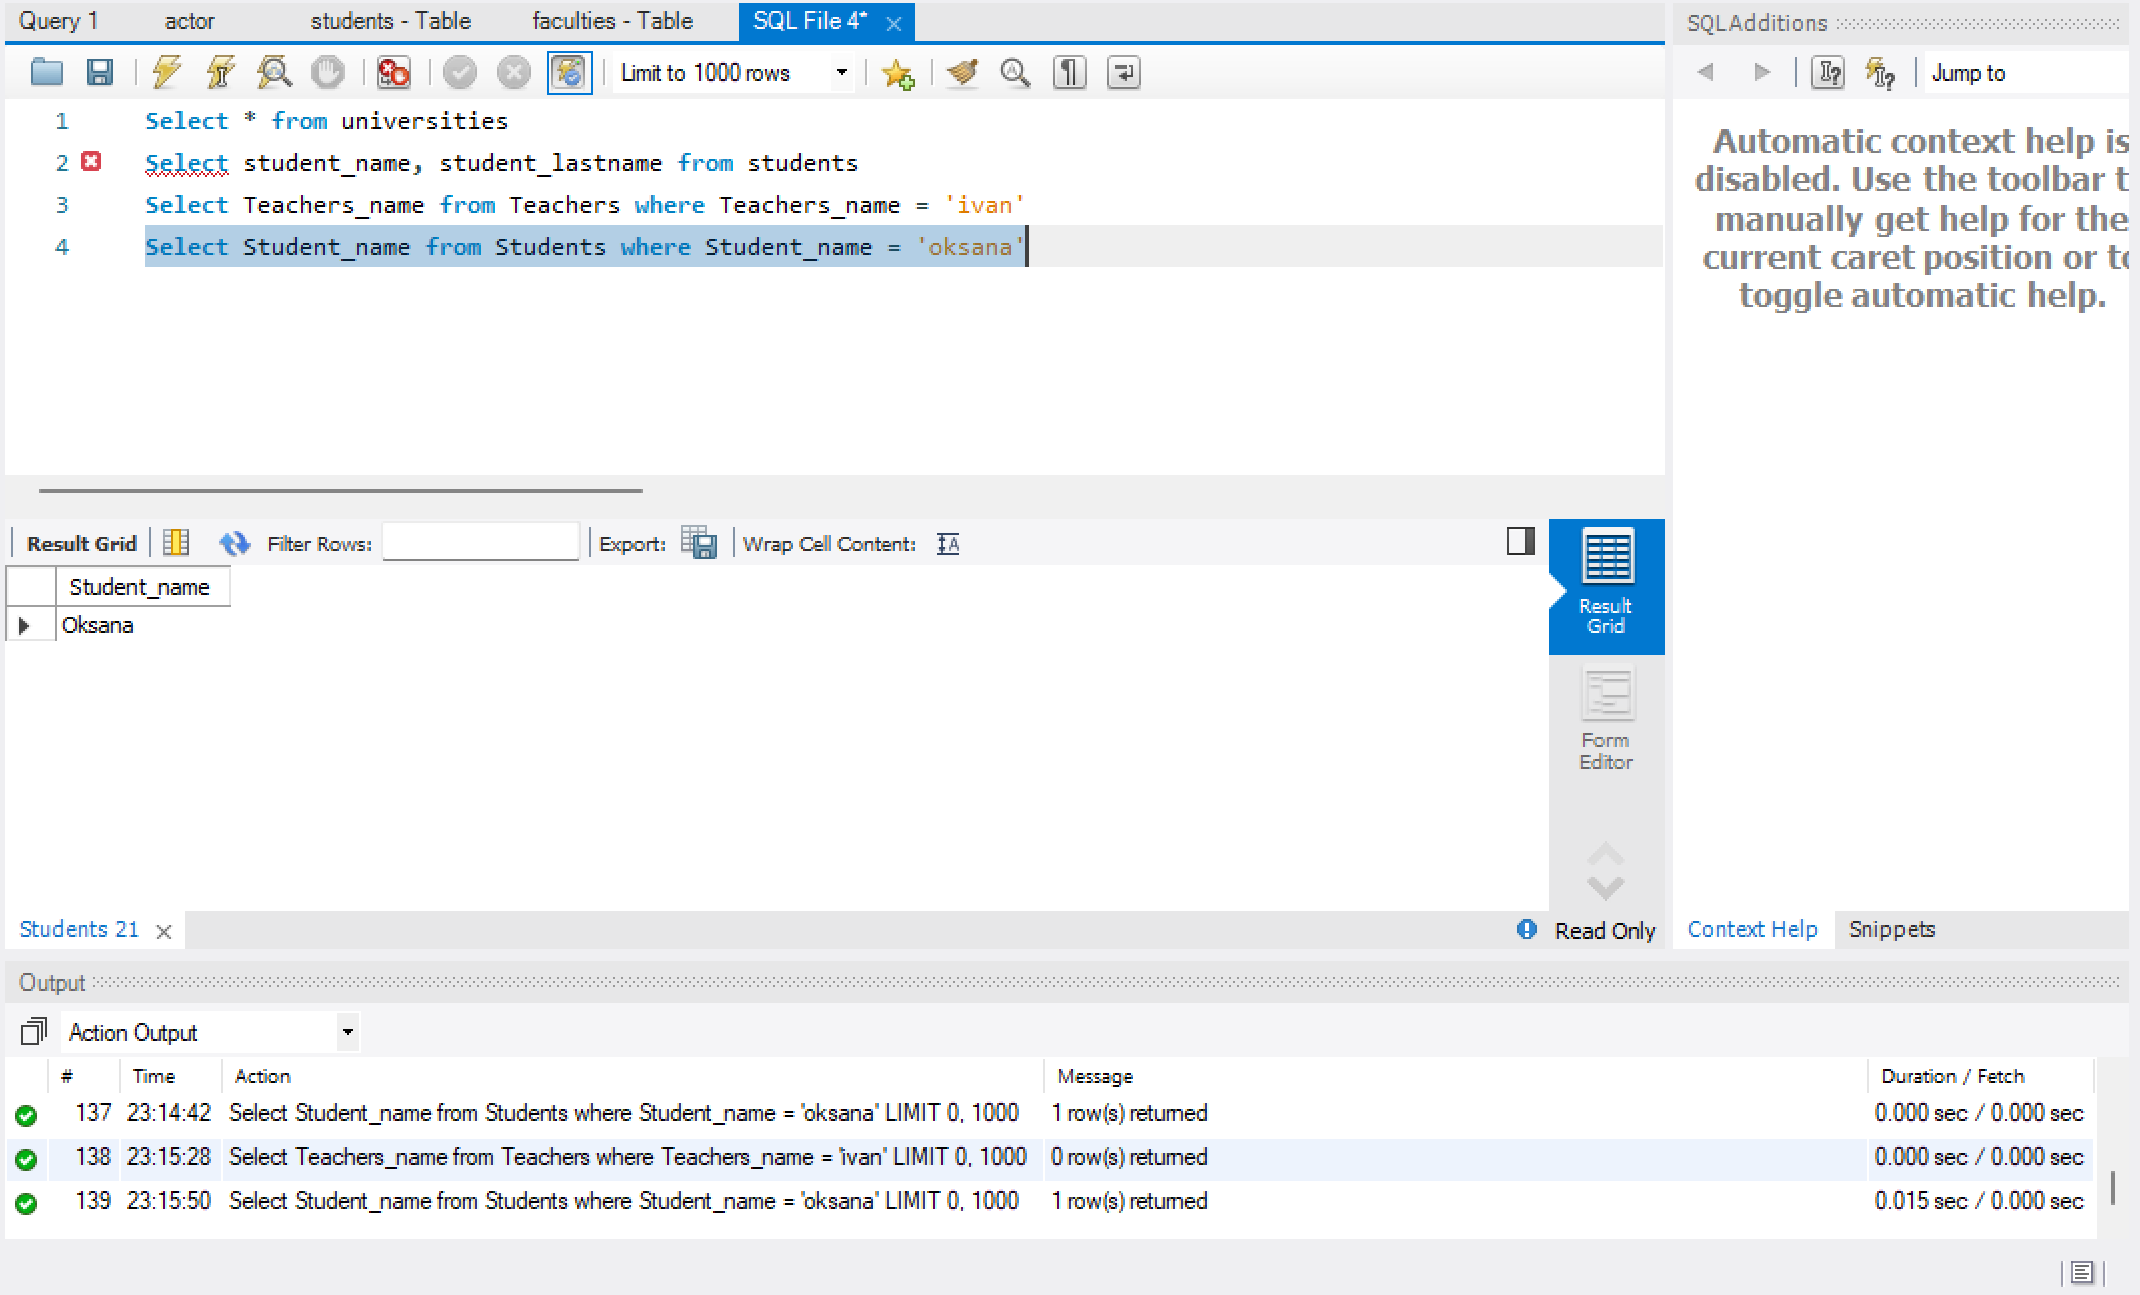 Query 1 actor students - Table faculties - Table SQL File 4*
SQLAdditions
Limit to 1000 rows
Jump to
1 Select * from universities
2 Select student_name, student_lastname from students
3 Select Teachers_name from Teachers where Teachers_name = 'ivan'
4 Select Student_name from Students where Student_name = 'oksana'
Automatic context help is
disabled. Use the toolbar t
manually get help for the
current caret position or to
toggle automatic help.
Result Grid Filter Rows: Export: Wrap Cell Content:
Student_name
Oksana
Result
Grid
Form
Editor
Students 21
Read Only
Context Help Snippets
Output
Action Output
# Time Action Message Duration / Fetch
137 23:14:42 Select Student_name from Students where Student_name = 'oksana' LIMIT 0, 1000 1 row(s) returned 0.000 sec / 0.000 sec
138 23:15:28 Select Teachers_name from Teachers where Teachers_name = 'ivan' LIMIT 0, 1000 0 row(s) returned 0.000 sec / 0.000 sec
139 23:15:50 Select Student_name from Students where Student_name = 'oksana' LIMIT 0, 1000 1 row(s) returned 0.015 sec / 0.000 sec